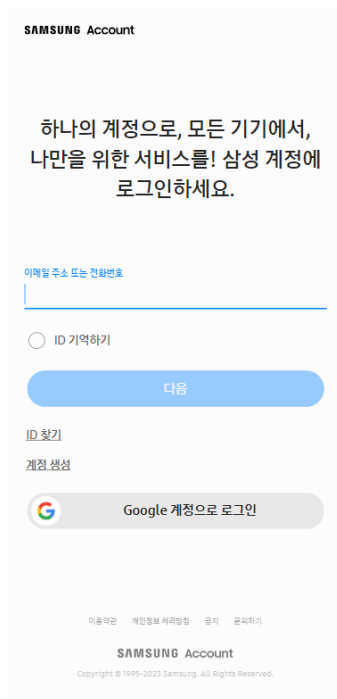 SAMSUNG Account
하나의 계정으로, 모든 기기에서,
나만을 위한 서비스를! 삼성 계정에
로그인하세요.
이메일 주소 또는 전화번호
ID 기억하기
다음
ID 찾기
계정 생성
Google 계정으로 로그인
이용약관 개인정보 처리방침 공지 문의하기
SAMSUNG Account
Copyright © 1995-2023 Samsung. All Rights Reserved.